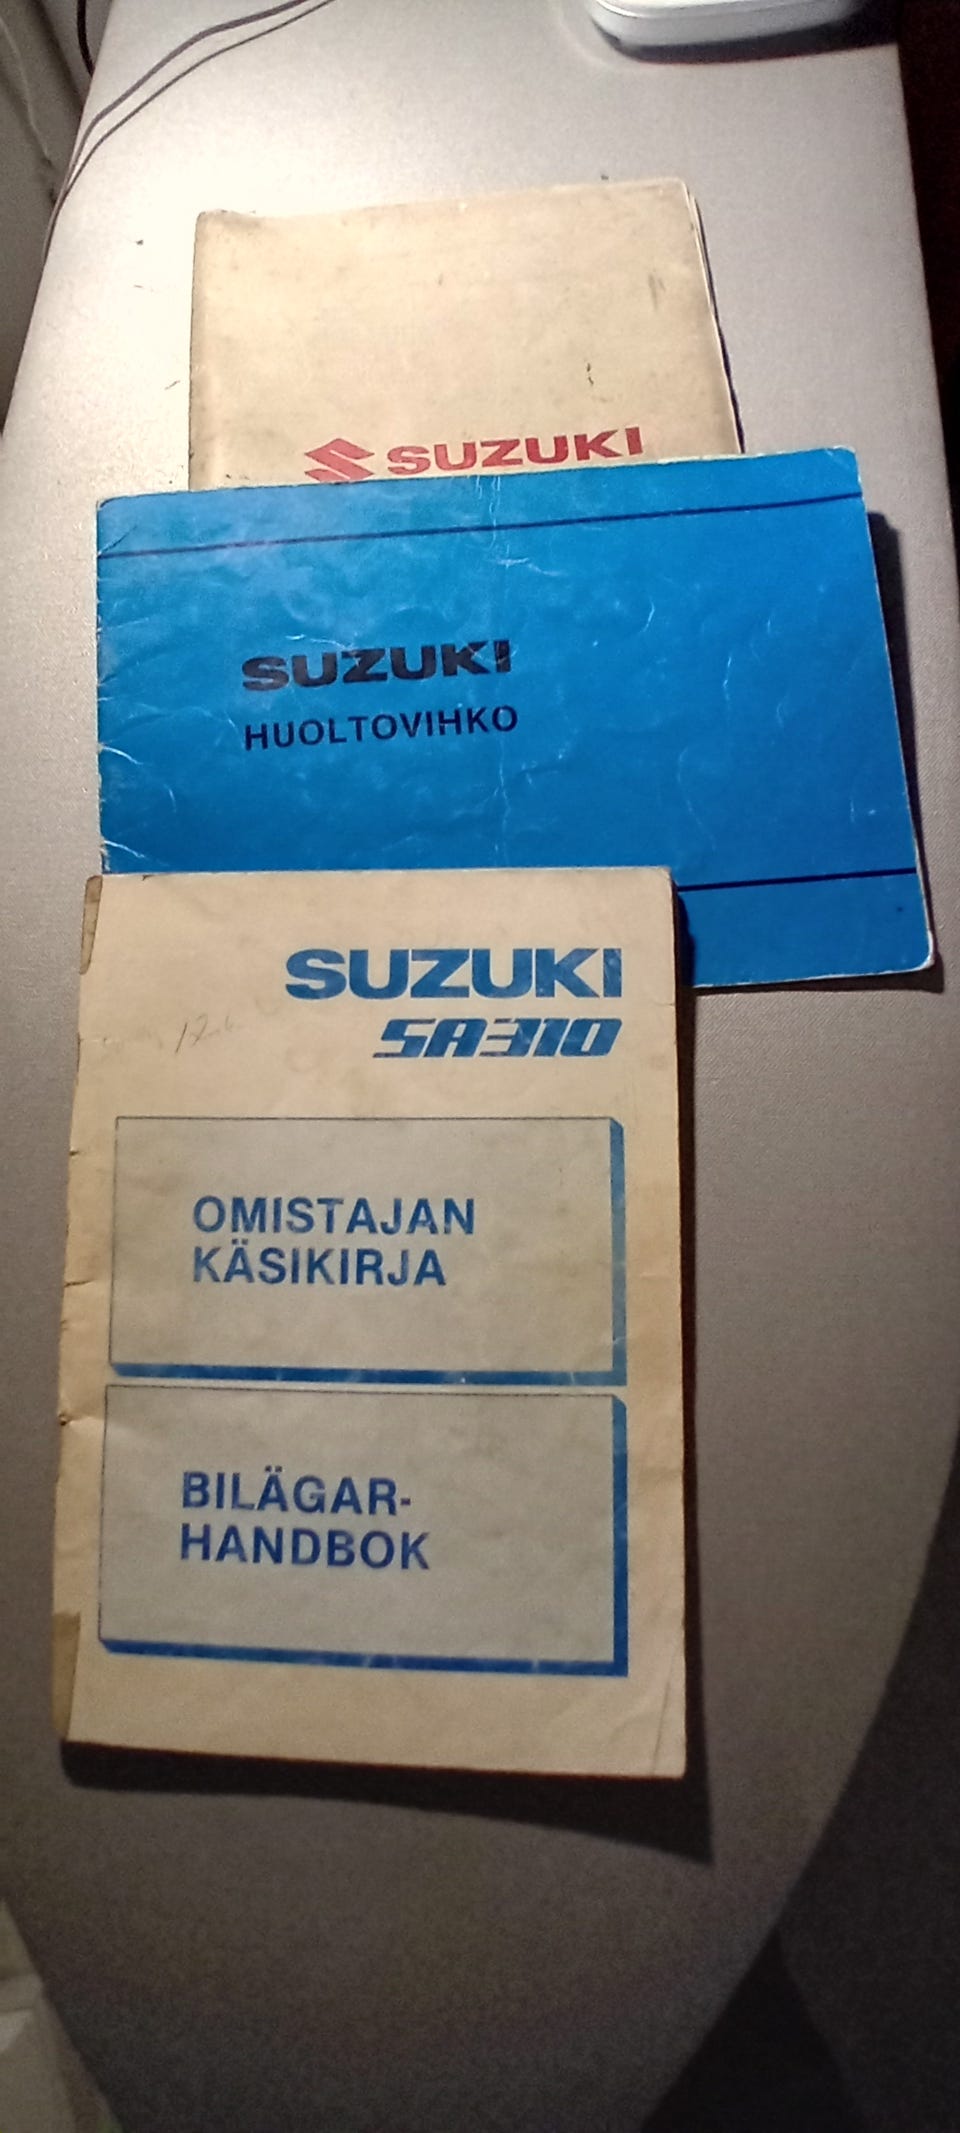 SUZUKI
SUZUKI
HUOLTOVIHKO
SUZUKI
SA310
OMISTAJAN
KÄSIKIRJA
BILÄGAR-
HANDBOK